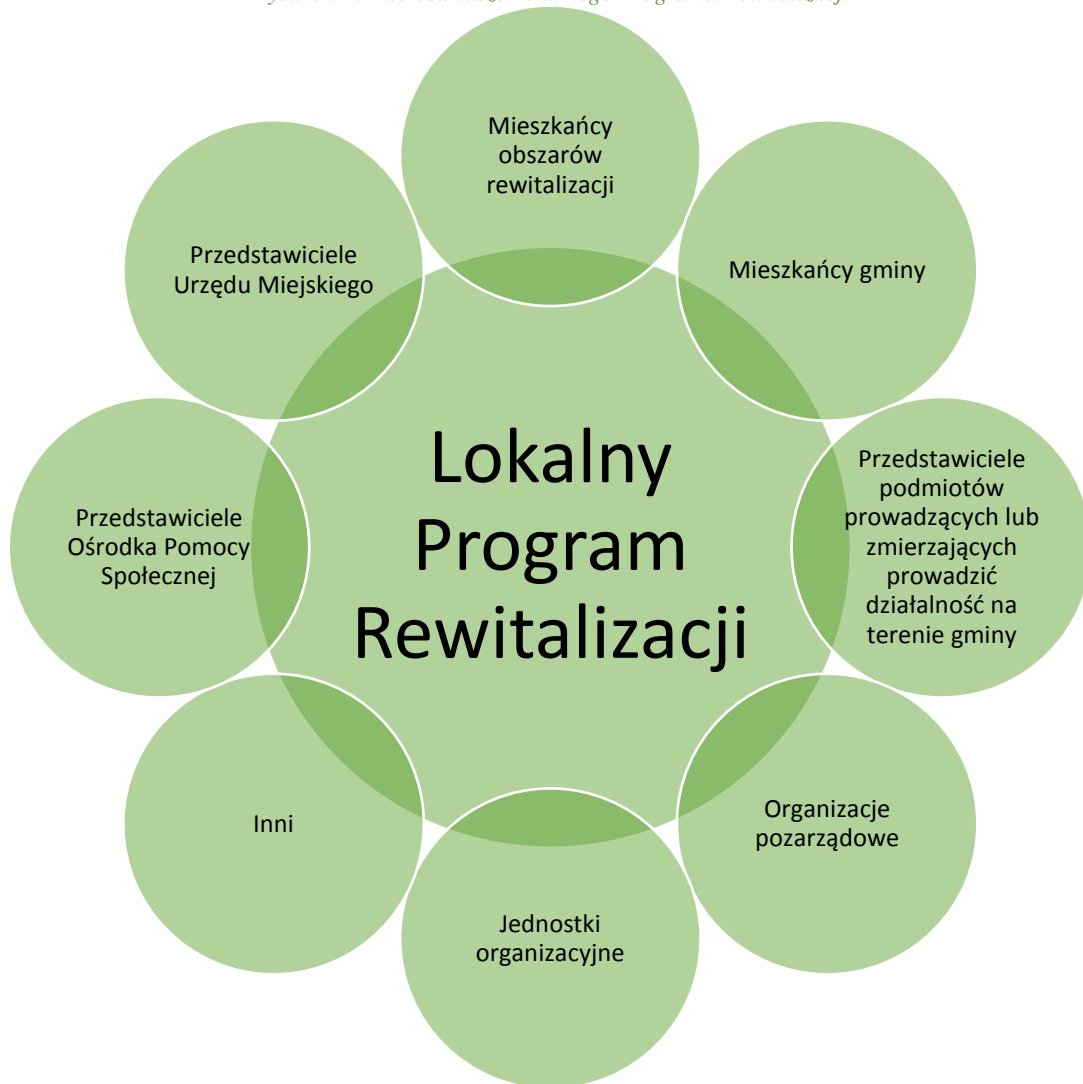 Mieszkańcy
obszarów
rewitalizacji
Mieszkańcy gminy
Przedstawiciele
podmiotów
prowadzących lub
zmierzających
prowadzić
działalność na
terenie gminy
Organizacje
pozarządowe
Jednostki
organizacyjne
Inni
Przedstawiciele
Ośrodka Pomocy
Społecznej
Przedstawiciele
Urzędu Miejskiego
Lokalny
Program
Rewitalizacji